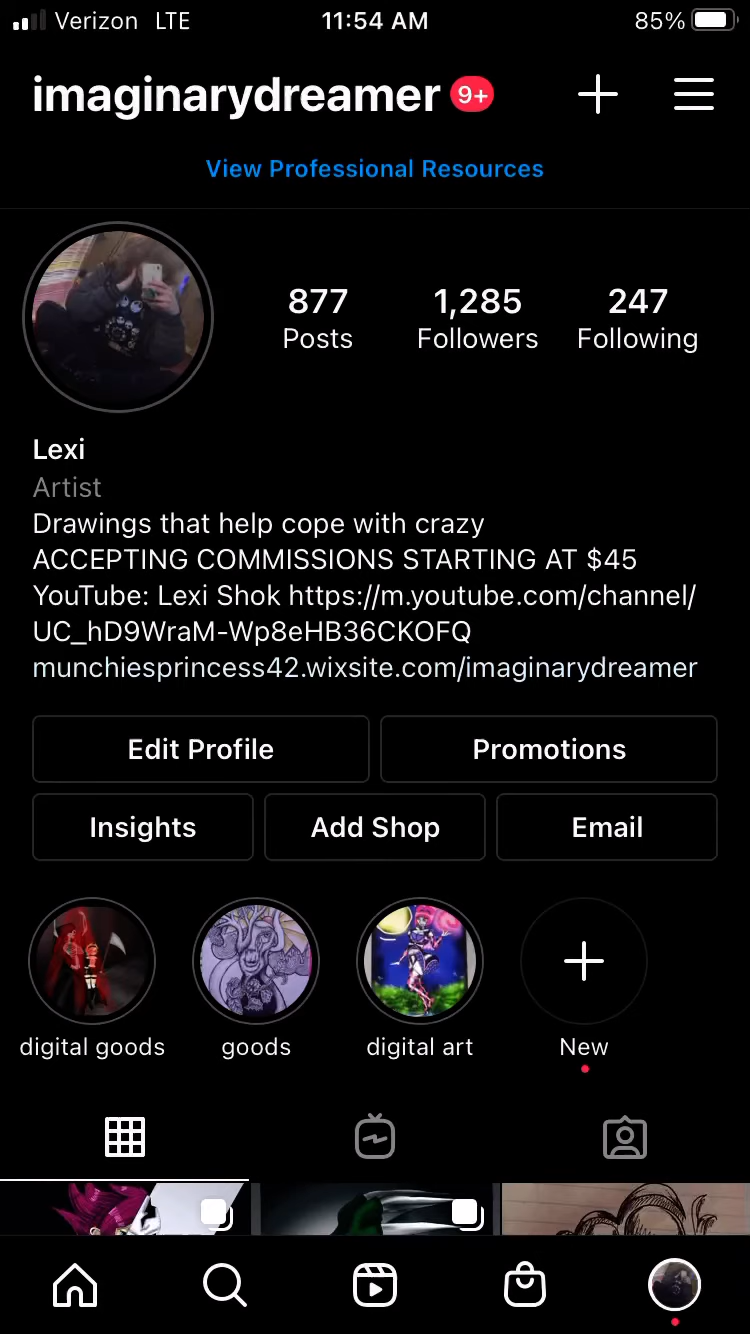 Verizon LTE 11:54 AM 85%
imaginarydreamer 9+
View Professional Resources
877 1,285 247
Posts Followers Following
Lexi
Artist
Drawings that help cope with crazy
ACCEPTING COMMISSIONS STARTING AT $45
YouTube: Lexi Shok https://m.youtube.com/channel/
UC_hD9WraM-Wp8eHB36CKOFQ
munchiesprincess42.wixsite.com/imaginarydreamer
Edit Profile Promotions
Insights Add Shop Email
digital goods goods digital art New